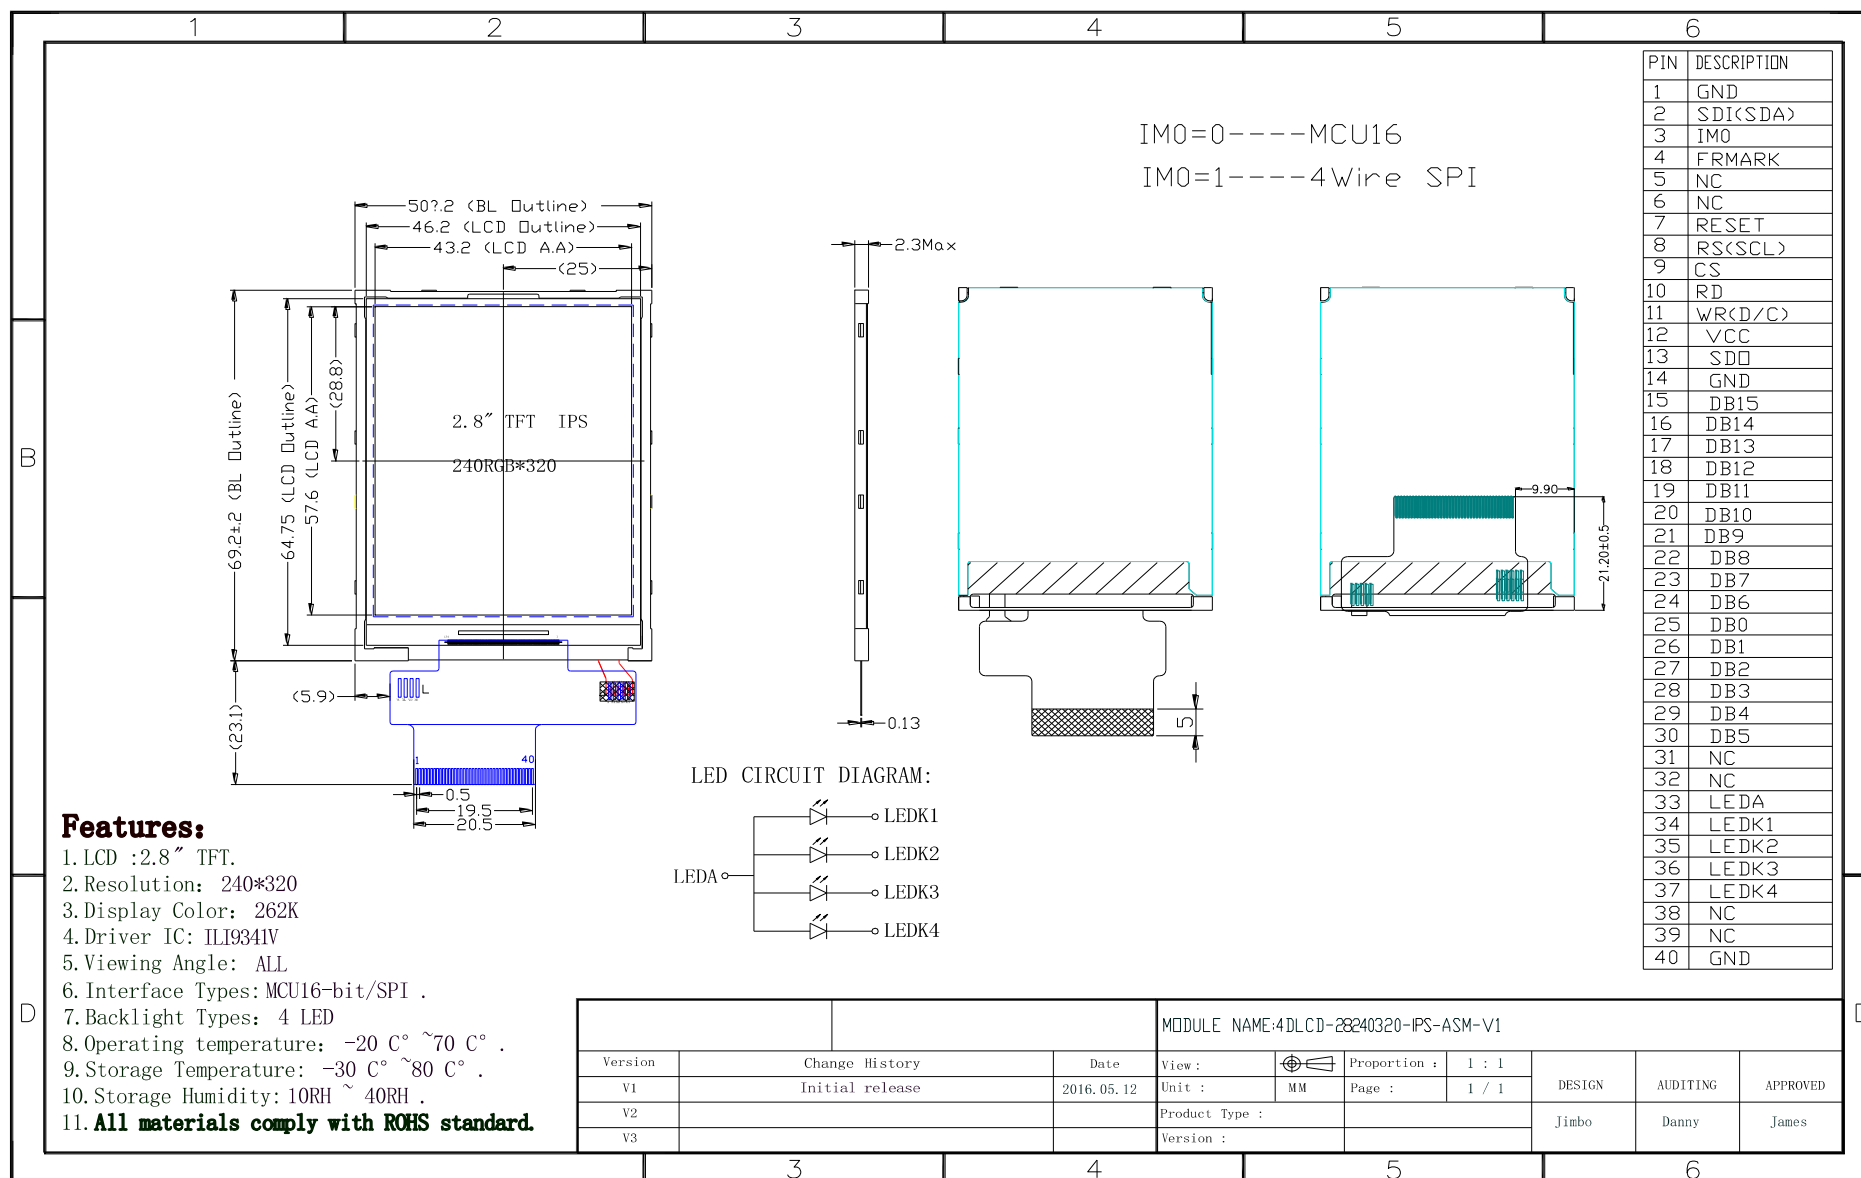 1 2 3 4 5 6
PIN DESCRIPTION
1 GND
2 SDI(SDA)
3 IM0
4 FRMARK
5 NC
6 NC
7 RESET
8 RS(SCL)
9 CS
10 RD
11 WR(D/C)
12 VCC
13 SDO
14 GND
15 DB15
16 DB14
17 DB13
18 DB12
19 DB11
20 DB10
21 DB9
22 DB8
23 DB7
24 DB6
25 DB0
26 DB1
27 DB2
28 DB3
29 DB4
30 DB5
31 NC
32 NC
33 LEDA
34 LEDK1
35 LEDK2
36 LEDK3
37 LEDK4
38 NC
39 NC
40 GND
IM0=0----MCU16
IM0=1----4Wire SPI
50?.2 (BL Outline)
46.2 (LCD Outline)
43.2 (LCD A.A)
(25)
69.2±.2 (BL Outline)
64.75 (LCD Outline)
57.6 (LCD A.A)
(28.8)
2.8″ TFT IPS
240RGB*320
(5.9)
(23.1)
L
1 40
0.5
19.5
20.5
2.3Max
0.13
5
9.90
21.20±0.5
B
D
D
LED CIRCUIT DIAGRAM:
LEDA
LEDK1
LEDK2
LEDK3
LEDK4
Features:
1.LCD :2.8″ TFT.
2.Resolution: 240*320
3.Display Color: 262K
4.Driver IC: ILI9341V
5.Viewing Angle: ALL
6.Interface Types: MCU16-bit/SPI .
7.Backlight Types: 4 LED
8.Operating temperature: -20 C° ~70 C° .
9.Storage Temperature: -30 C° ~80 C° .
10.Storage Humidity: 10RH ~ 40RH .
11.All materials comply with ROHS standard.
MODULE NAME:4DLCD-28240320-IPS-ASM-V1
Version Change History Date
V1 Initial release 2016.05.12
V2
V3
View : Proportion : 1 : 1
Unit : MM Page : 1 / 1
Product Type :
Version :
DESIGN AUDITING APPROVED
Jimbo Danny James
3 4 5 6